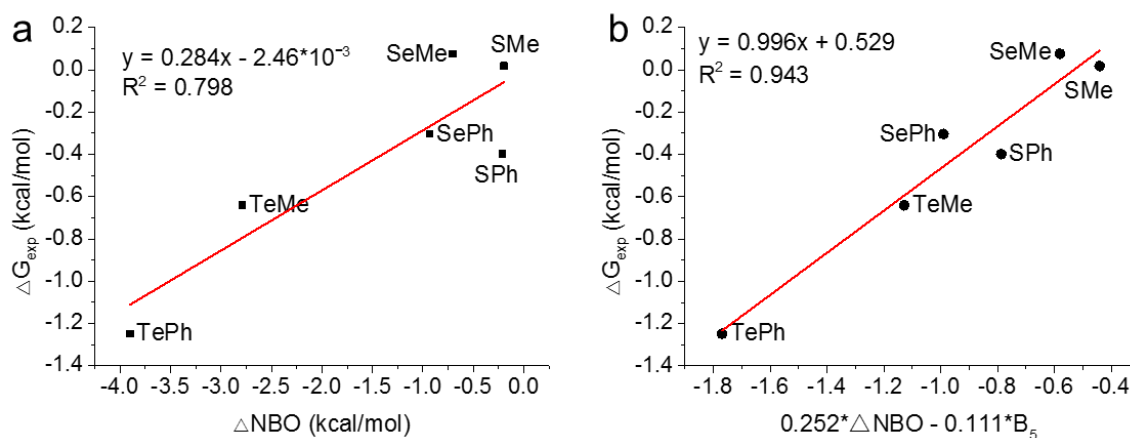 a
y = 0.284x - 2.46*10⁻³
R² = 0.798
SeMe
SMe
SePh
SPh
TeMe
TePh
0.2
0.0
-0.2
-0.4
-0.6
-0.8
-1.0
-1.2
-1.4
△G_exp (kcal/mol)
-4.0 -3.5 -3.0 -2.5 -2.0 -1.5 -1.0 -0.5 0.0
△NBO (kcal/mol)
b
y = 0.996x + 0.529
R² = 0.943
SeMe
SMe
SePh
SPh
TeMe
TePh
0.2
0.0
-0.2
-0.4
-0.6
-0.8
-1.0
-1.2
-1.4
△G_exp (kcal/mol)
-1.8 -1.6 -1.4 -1.2 -1.0 -0.8 -0.6 -0.4
0.252*△NBO - 0.111*B₅